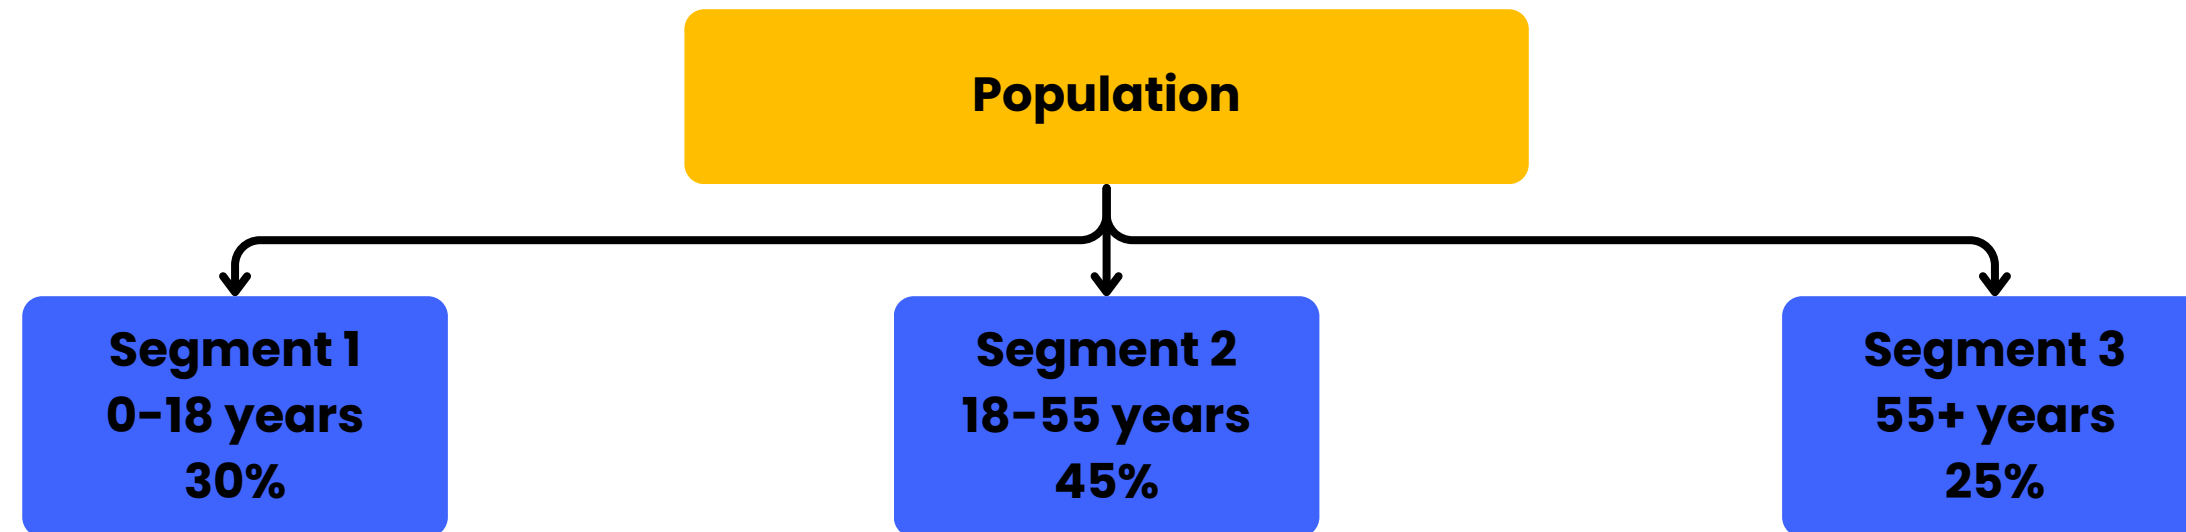 Population
Segment 1
0-18 years
30%
Segment 2
18-55 years
45%
Segment 3
55+ years
25%